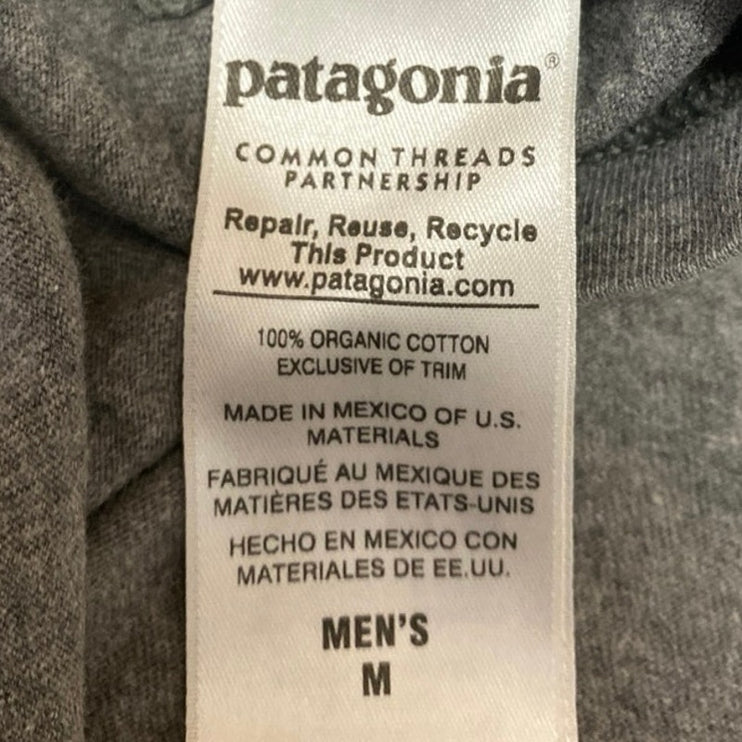 patagonia®
COMMON THREADS
PARTNERSHIP
Repair, Reuse, Recycle
This Product
www.patagonia.com
100% ORGANIC COTTON
EXCLUSIVE OF TRIM
MADE IN MEXICO OF U.S.
MATERIALS
FABRIQUÉ AU MEXIQUE DES
MATIÈRES DES ETATS-UNIS
HECHO EN MEXICO CON
MATERIALES DE EE.UU.
MEN'S
M